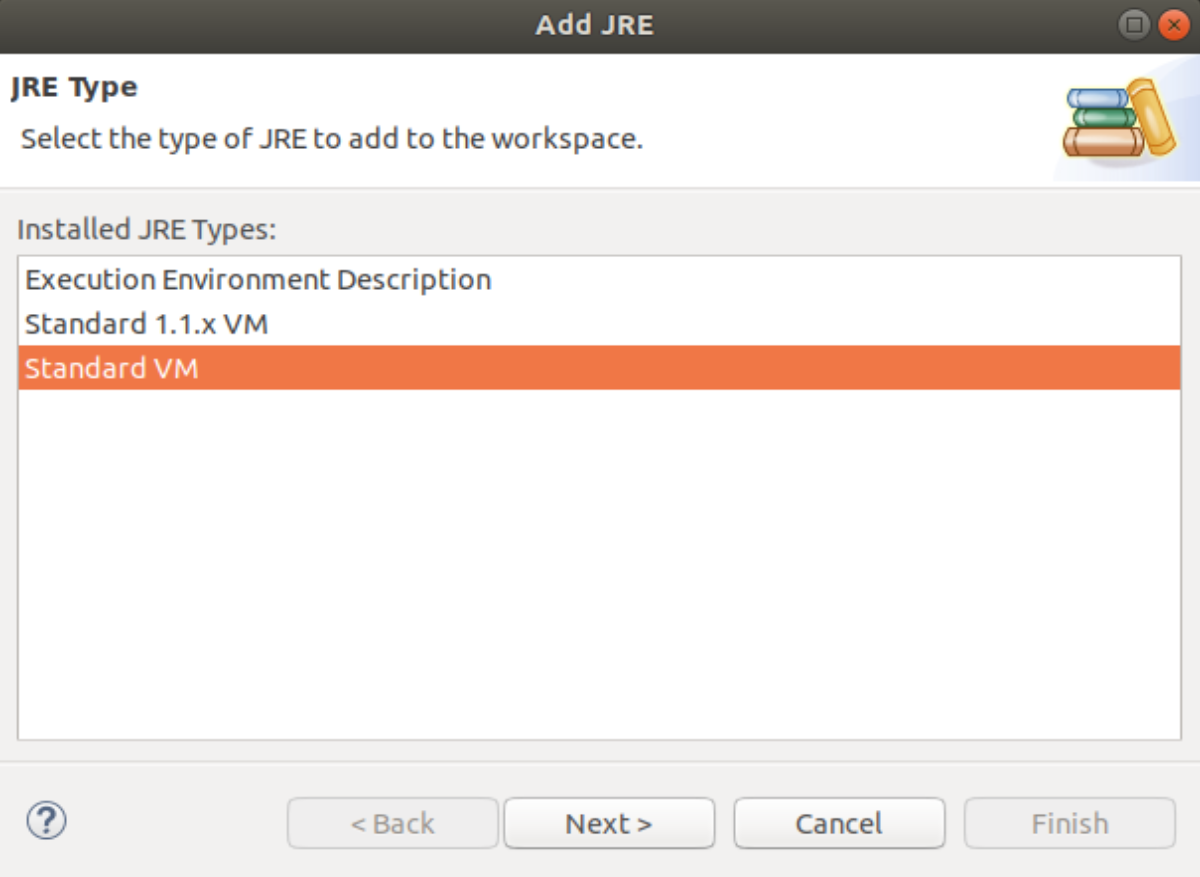 Add JRE
JRE Type
Select the type of JRE to add to the workspace.
Installed JRE Types:
Execution Environment Description
Standard 1.1.x VM
Standard VM
?
< Back
Next >
Cancel
Finish